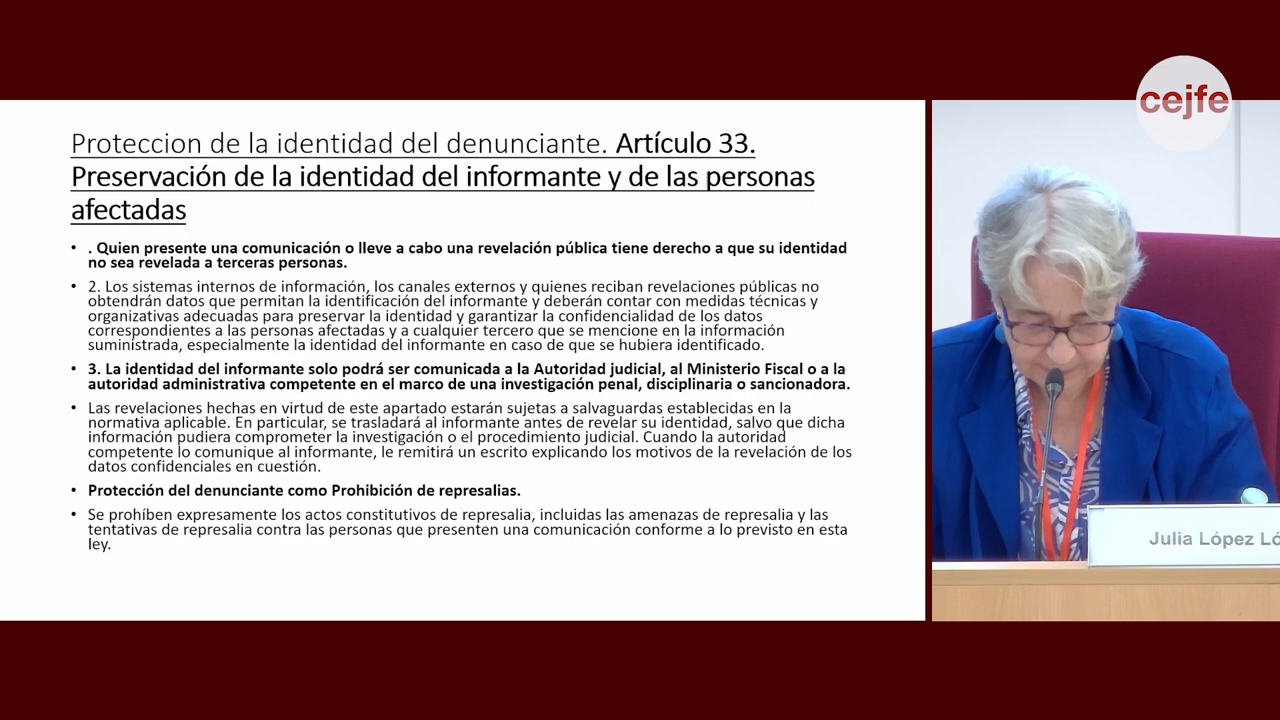 cejfe
Proteccion de la identidad del denunciante. Artículo 33.
Preservación de la identidad del informante y de las personas
afectadas
• . Quien presente una comunicación o lleve a cabo una revelación pública tiene derecho a que su identidad
no sea revelada a terceras personas.
• 2. Los sistemas internos de información, los canales externos y quienes reciban revelaciones públicas no
obtendrán datos que permitan la identificación del informante y deberán contar con medidas técnicas y
organizativas adecuadas para preservar la identidad y garantizar la confidencialidad de los datos
correspondientes a las personas afectadas y a cualquier tercero que se mencione en la información
suministrada, especialmente la identidad del informante en caso de que se hubiera identificado.
• 3. La identidad del informante solo podrá ser comunicada a la Autoridad judicial, al Ministerio Fiscal o a la
autoridad administrativa competente en el marco de una investigación penal, disciplinaria o sancionadora.
• Las revelaciones hechas en virtud de este apartado estarán sujetas a salvaguardas establecidas en la
normativa aplicable. En particular, se trasladará al informante antes de revelar su identidad, salvo que dicha
información pudiera comprometer la investigación o el procedimiento judicial. Cuando la autoridad
competente lo comunique al informante, le remitirá un escrito explicando los motivos de la revelación de los
datos confidenciales en cuestión.
• Protección del denunciante como Prohibición de represalias.
• Se prohíben expresamente los actos constitutivos de represalia, incluidas las amenazas de represalia y las
tentativas de represalia contra las personas que presenten una comunicación conforme a lo previsto en esta
ley.
Julia López Ló